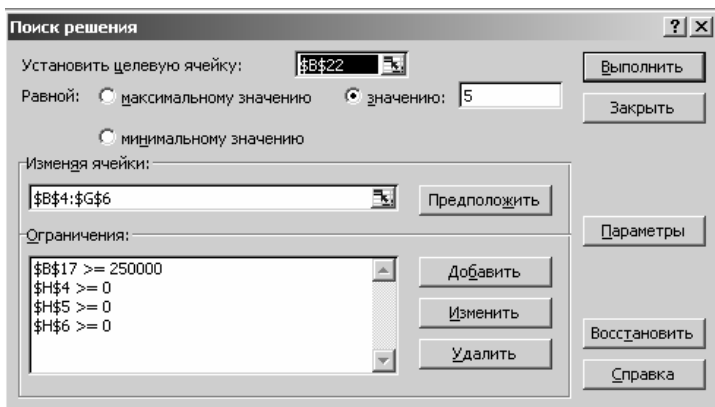 Поиск решения ? ×
Установить целевую ячейку: $B$22 Выполнить
Равной: максимальному значению значению: 5 Закрыть
минимальному значению
Изменяя ячейки:
$B$4:$G$6 Предположить
Ограничения: Параметры
$B$17 >= 250000 Добавить
$H$4 >= 0
$H$5 >= 0 Изменить
$H$6 >= 0
Восстановить
Удалить
Справка